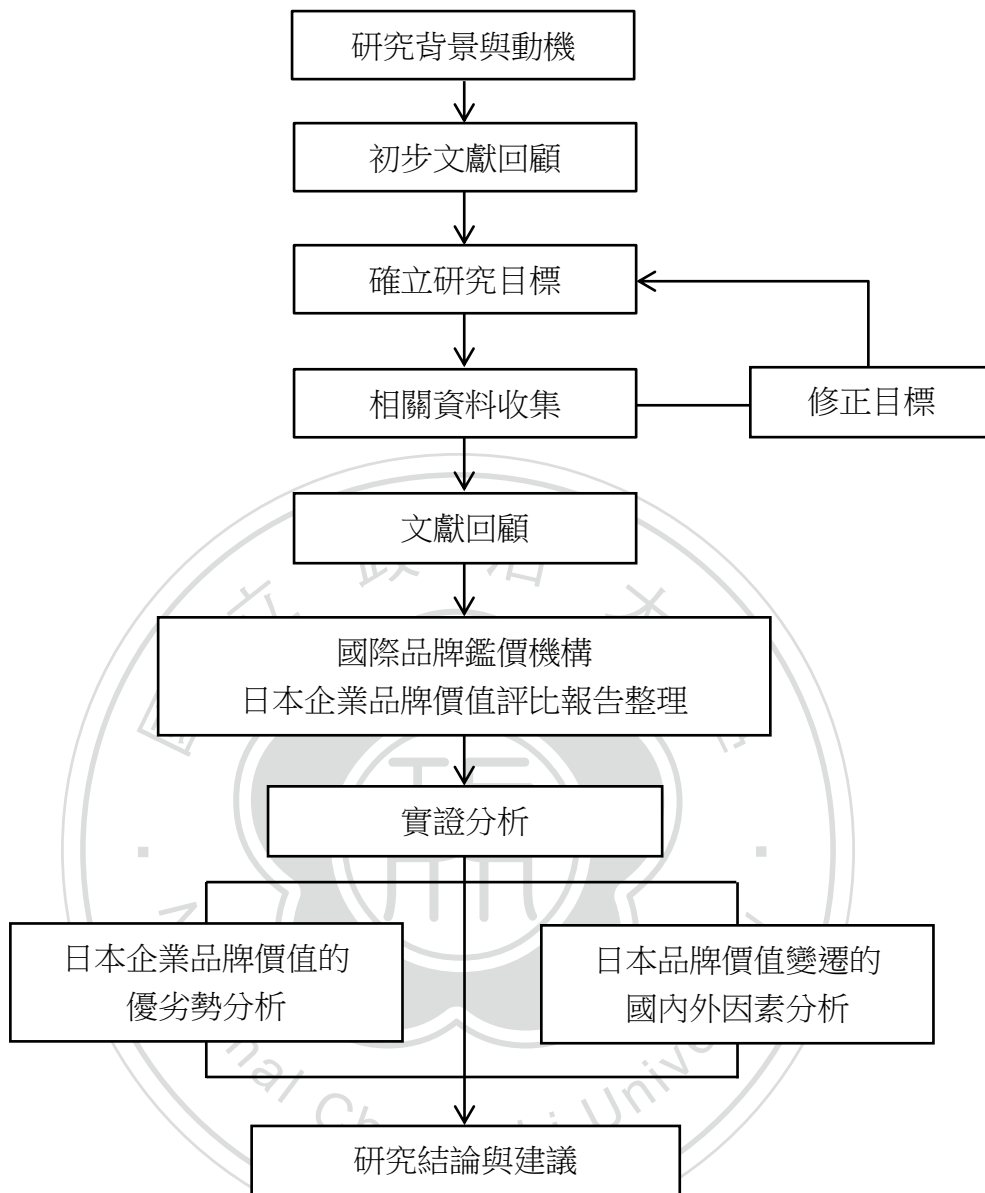 研究背景與動機
初步文獻回顧
確立研究目標
相關資料收集
修正目標
文獻回顧
國際品牌鑑價機構
日本企業品牌價值評比報告整理
實證分析
日本企業品牌價值的
優劣勢分析
日本品牌價值變遷的
國內外因素分析
研究結論與建議
立政治大